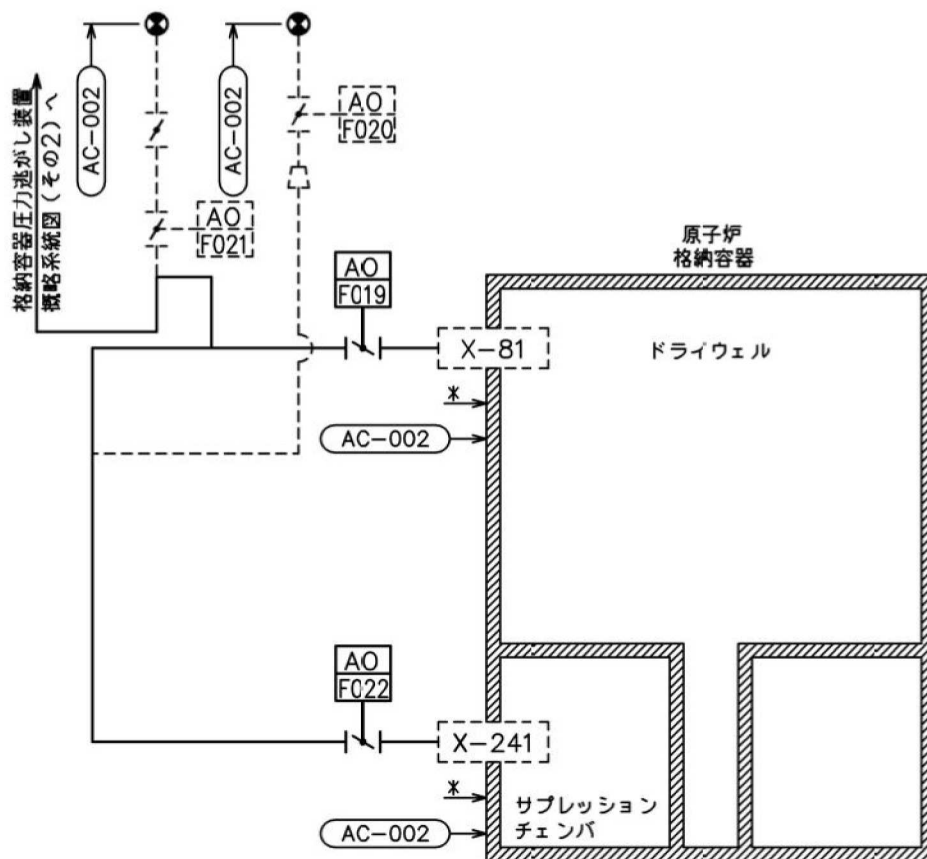 格納容器圧力逃がし装置
概略系統図(その2)へ
AC-002
AC-002
AO
F020
AO
F021
AO
F019
原子炉
格納容器
X-81
ドライウェル
*
AC-002
AO
F022
X-241
*
サプレッション
チェンバ
AC-002